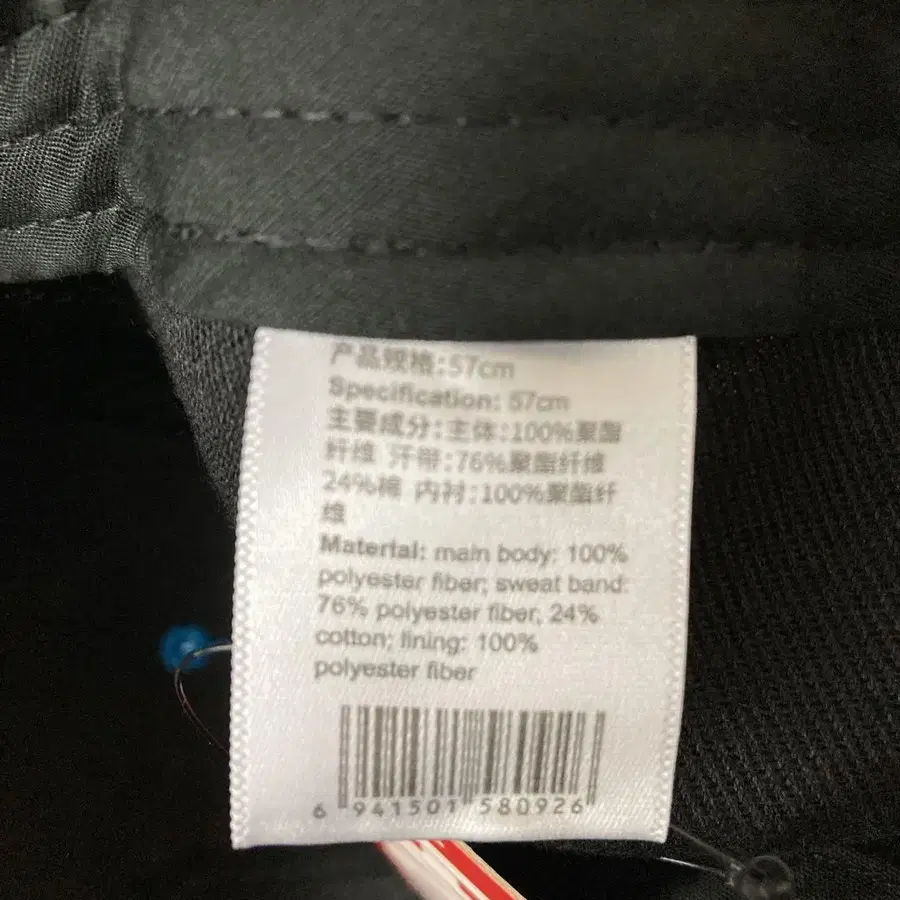 产品规格:57cm
Specification: 57cm
主要成分:主体:100%聚酯
纤维 汗带:76%聚酯纤维
24%棉 内衬:100%聚酯纤
维
Material: main body: 100%
polyester fiber; sweat band:
76% polyester fiber, 24%
cotton; lining: 100%
polyester fiber
6 941501 580926